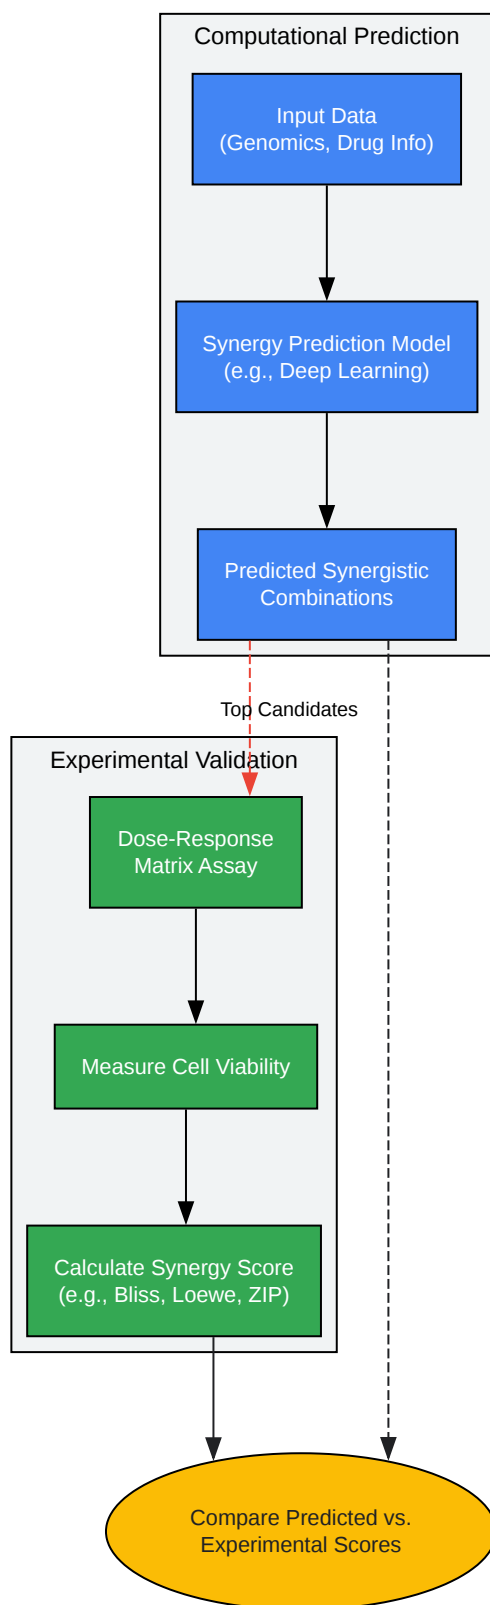 Computational Prediction
Input Data
(Genomics, Drug Info)
Synergy Prediction Model
(e.g., Deep Learning)
Predicted Synergistic
Combinations
Top Candidates
Experimental Validation
Dose-Response
Matrix Assay
Measure Cell Viability
Calculate Synergy Score
(e.g., Bliss, Loewe, ZIP)
Compare Predicted vs.
Experimental Scores